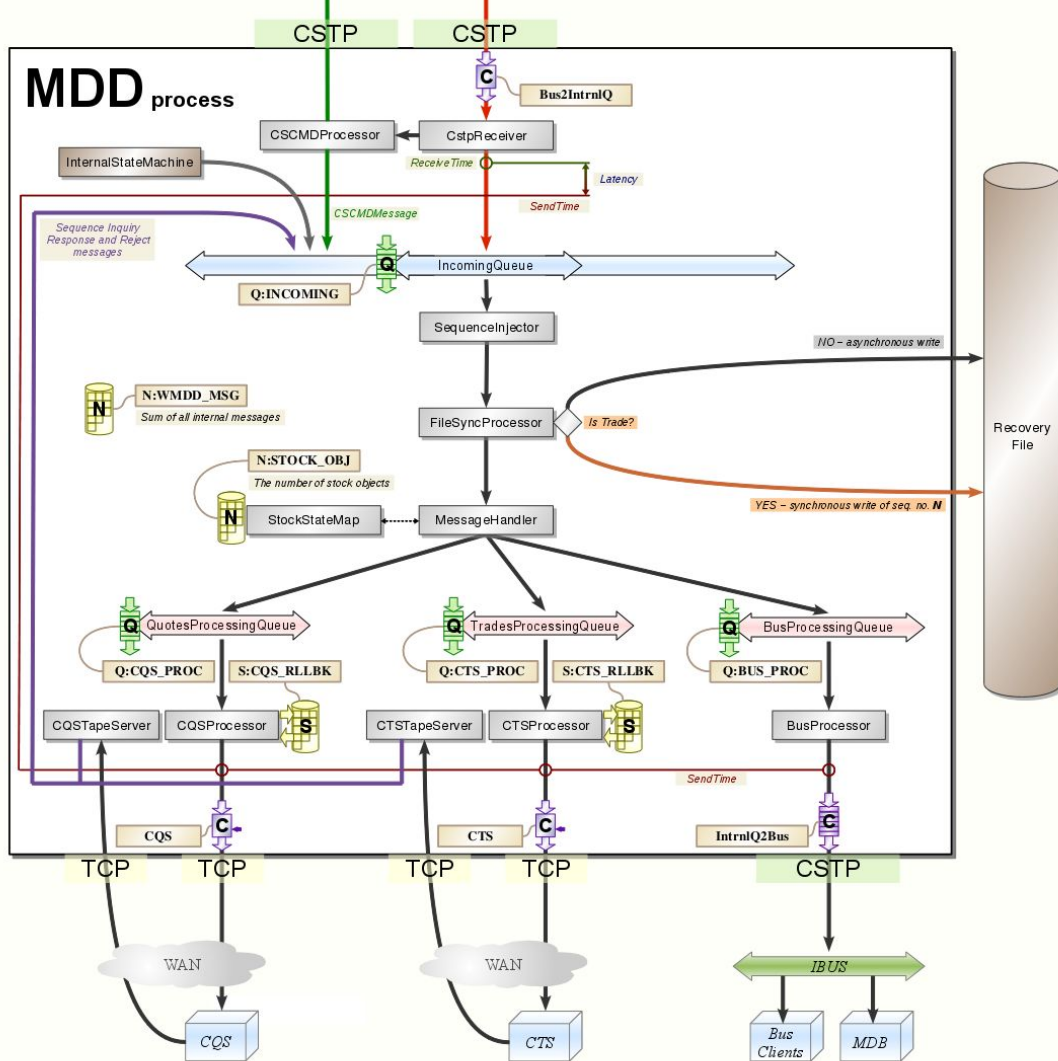 CSTP
CSTP
MDD process
C
Bus2IntrnlQ
CSCMDProcessor
CstpReceiver
InternalStateMachine
ReceiveTime
Latency
SendTime
CSCMDMessage
Sequence Inquiry
Response and Reject
messages
Q
IncomingQueue
Q:INCOMING
SequenceInjector
NO – asynchronous write
N
N:WMDD_MSG
Sum of all internal messages
FileSyncProcessor
Is Trade?
Recovery
File
N:STOCK_OBJ
The number of stock objects
YES – synchronous write of seq. no. N
N
StockStateMap
MessageHandler
Q
QuotesProcessingQueue
Q
TradesProcessingQueue
Q
BusProcessingQueue
Q:CQS_PROC
S:CQS_RLLBK
Q:CTS_PROC
S:CTS_RLLBK
Q:BUS_PROC
CQSTapeServer
CQSProcessor
S
CTSTapeServer
CTSProcessor
S
BusProcessor
SendTime
CQS
C
CTS
C
IntrnlQ2Bus
C
TCP
TCP
TCP
TCP
CSTP
WAN
WAN
IBUS
CQS
CTS
Bus
Clients
MDB